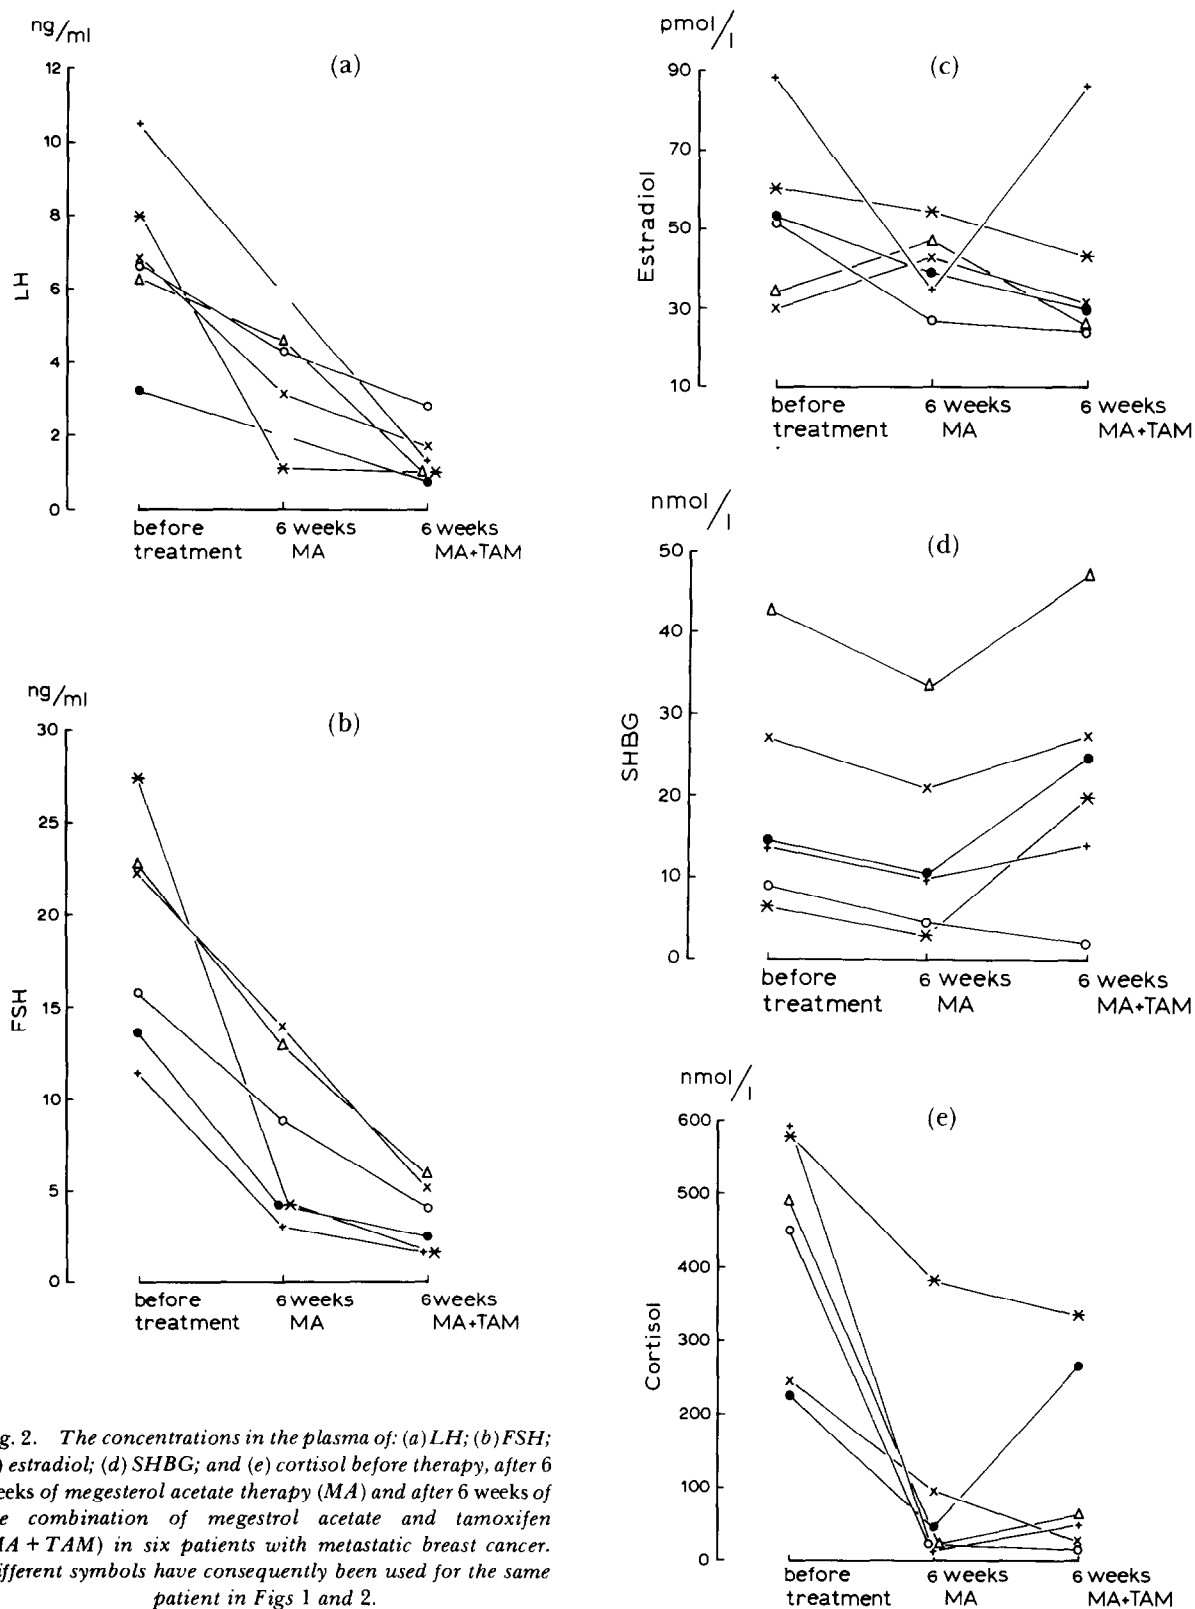 ng/ml
(a)
12
10
8
6
4
2
0
LH
before treatment
6 weeks MA
6 weeks MA+TAM
ng/ml
(b)
30
25
20
15
10
5
0
FSH
before treatment
6 weeks MA
6 weeks MA+TAM
g. 2. The concentrations in the plasma of: (a) LH; (b) FSH;
) estradiol; (d) SHBG; and (e) cortisol before therapy, after 6
eeks of megesterol acetate therapy (MA) and after 6 weeks of
e combination of megestrol acetate and tamoxifen
MA + TAM) in six patients with metastatic breast cancer.
ifferent symbols have consequently been used for the same
patient in Figs 1 and 2.
pmol/l
(c)
90
70
50
30
10
Estradiol
before treatment
6 weeks MA
6 weeks MA+TAM
nmol/l
(d)
50
40
30
20
10
0
SHBG
before treatment
6 weeks MA
6 weeks MA+TAM
nmol/l
(e)
600
500
400
300
200
100
0
Cortisol
before treatment
6 weeks MA
6 weeks MA+TAM